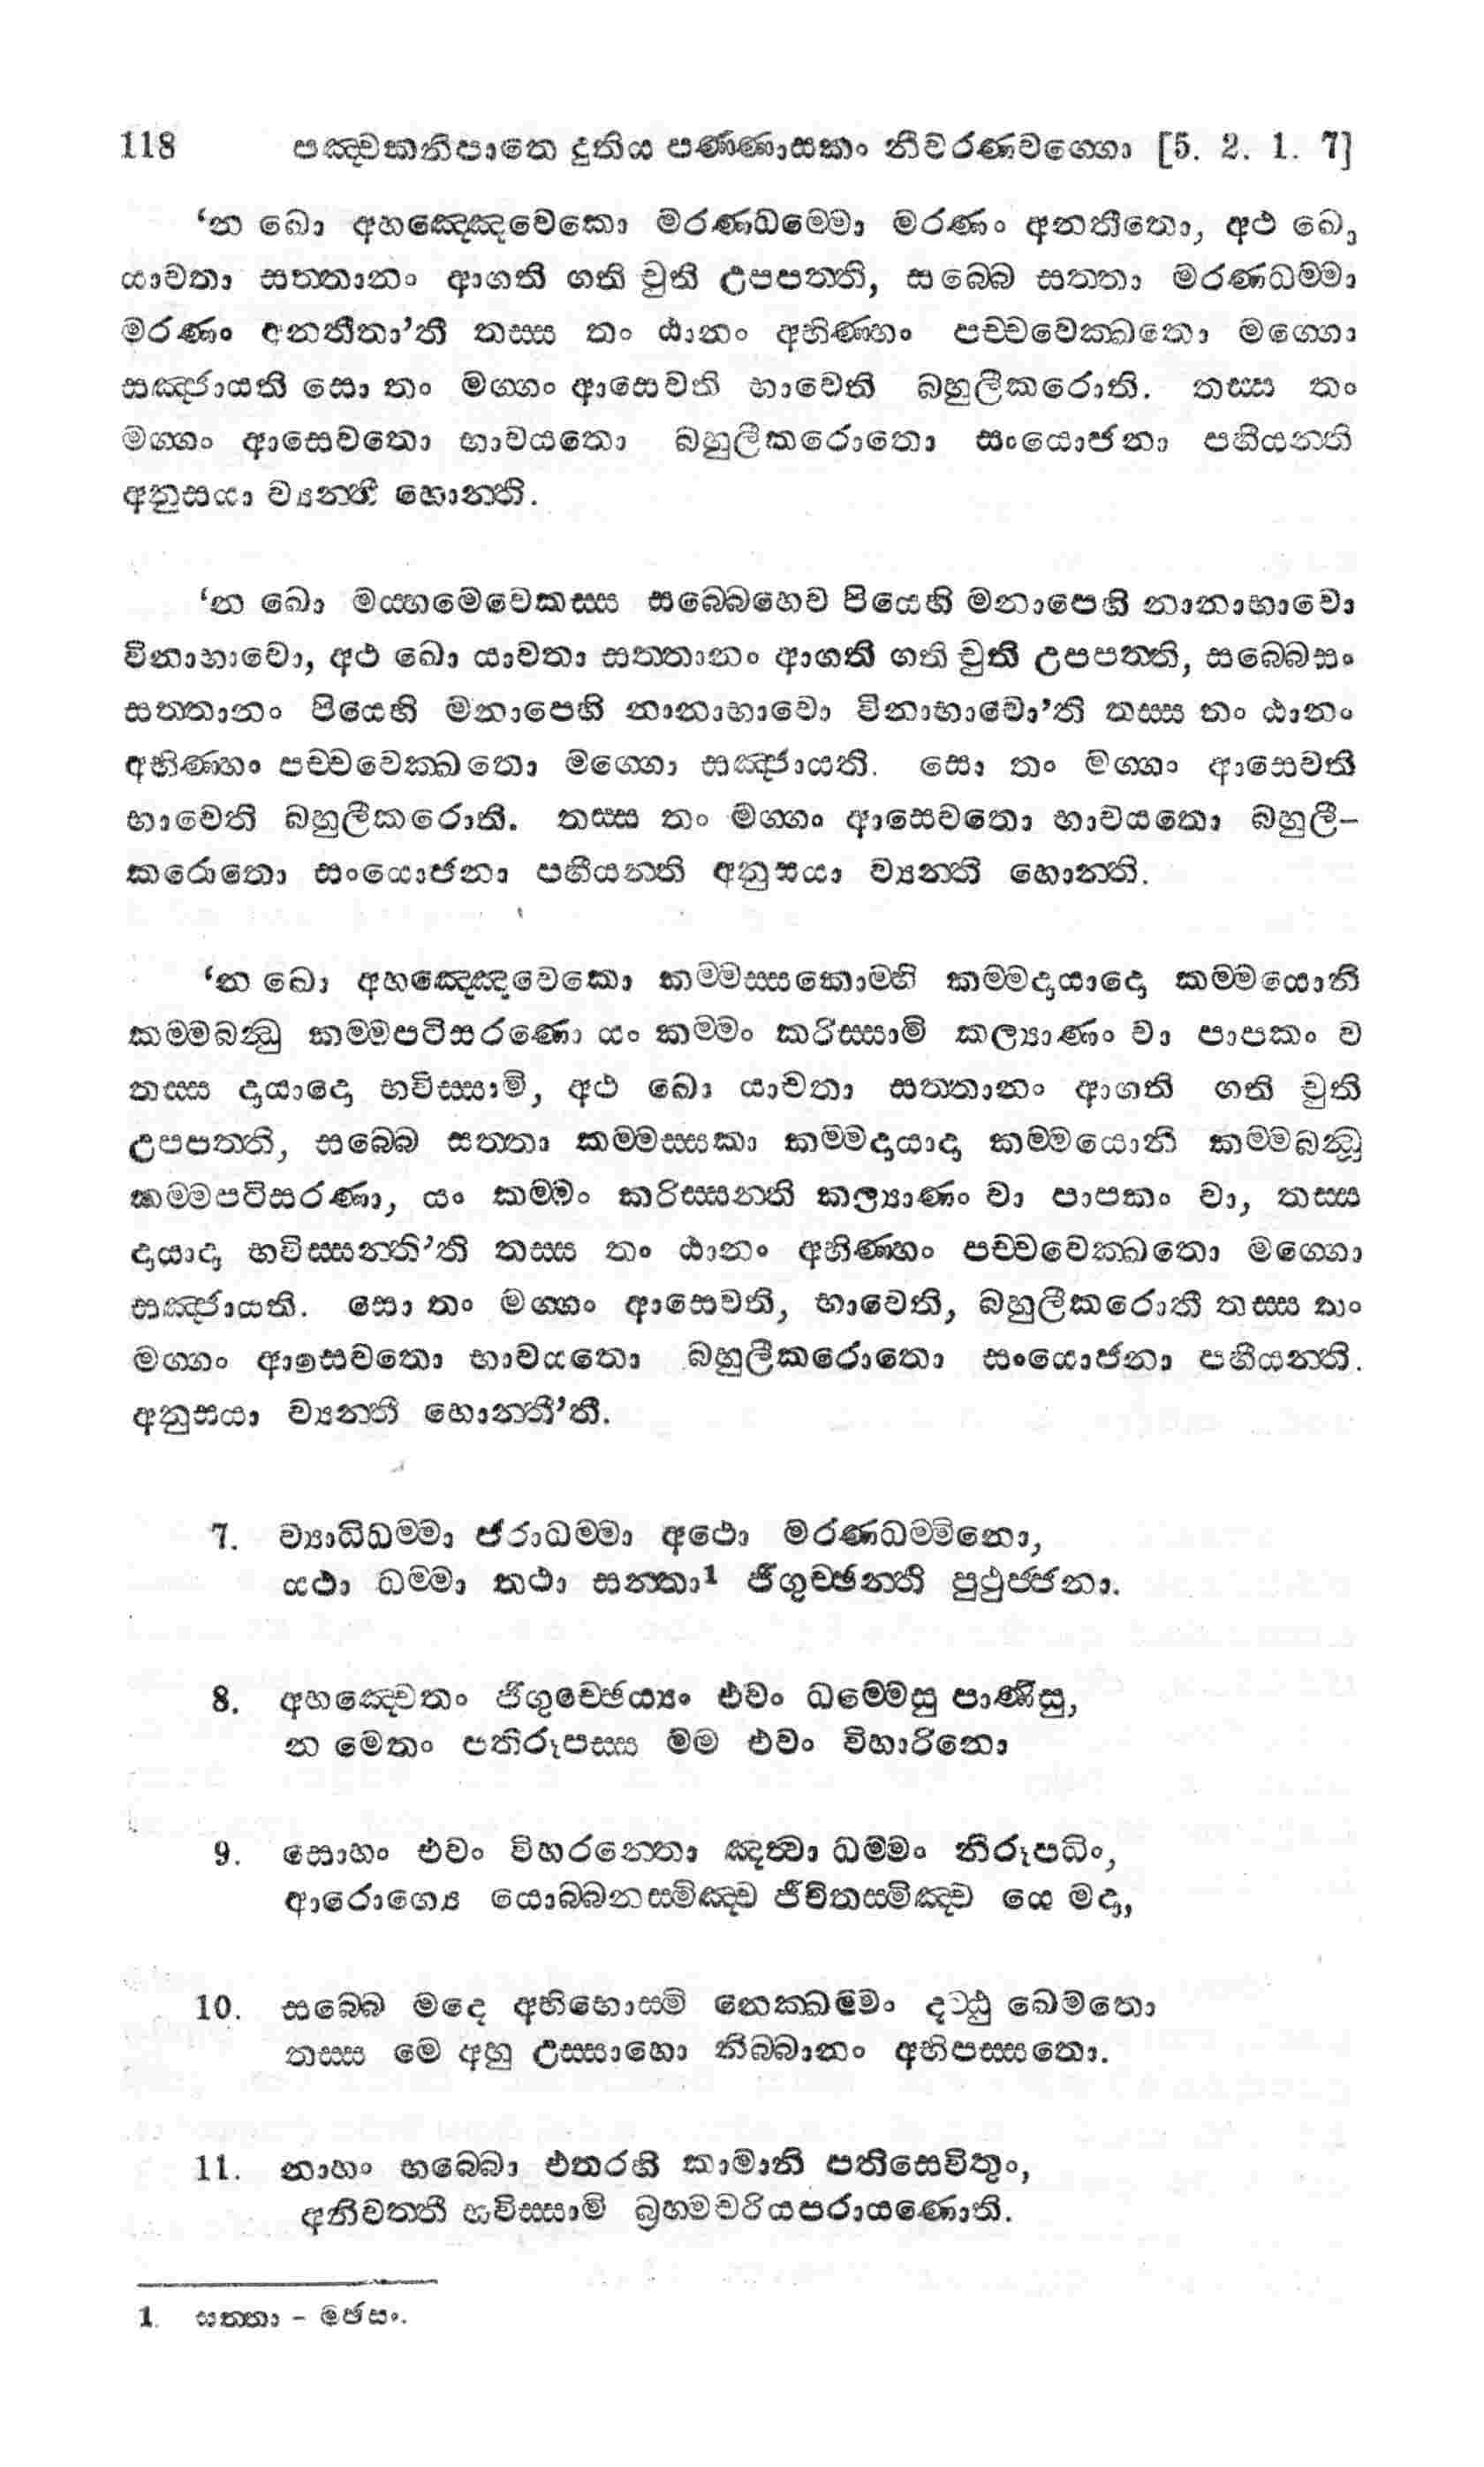 118 පඤ්චකනිපාතෙ දුතිය පණ්ණාසකං නීවරණවග්ගො [5. 2. 1. 7]
‘න ඛො අහඤ්ඤෙවෙකො මරණධම්මො මරණං අනතීතො, අථ ඛො
යාවතා සත්තානං ආගති ගති චුති උපපත්ති, සබ්බෙ සත්තා මරණධම්මා
මරණං අනතීතා’ති තස්ස තං ඨානං අභිණ්හං පච්චවෙක්ඛතො මග්ගො
සඤ්ජායති සො තං මග්ගං ආසෙවති භාවෙති බහුලීකරොති. තස්ස තං
මග්ගං ආසෙවතො භාවයතො බහුලීකරොතො සංයොජනා පහීයන්ති
අනුසයා ව්‍යන්තී හොන්ති.
‘න ඛො මය්හමෙවෙකස්ස සබ්බෙහෙව පියෙහි මනාපෙහි නානාභාවො
විනාභාවො, අථ ඛො යාවතා සත්තානං ආගති ගති චුති උපපත්ති, සබ්බෙසං
සත්තානං පියෙහි මනාපෙහි නානාභාවො විනාභාවො’ති තස්ස තං ඨානං
අභිණ්හං පච්චවෙක්ඛතො මග්ගො සඤ්ජායති. සො තං මග්ගං ආසෙවති
භාවෙති බහුලීකරොති. තස්ස තං මග්ගං ආසෙවතො භාවයතො බහුලී-
කරොතො සංයොජනා පහීයන්ති අනුසයා ව්‍යන්තී හොන්ති.
‘න ඛො අහඤ්ඤෙවෙකො කම්මස්සකොම්හි කම්මදායාදො කම්මයොනි
කම්මබන්ධු කම්මපටිසරණො යං කම්මං කරිස්සාමි කල්‍යාණං වා පාපකං ව
තස්ස දායාදො භවිස්සාමි, අථ ඛො යාවතා සත්තානං ආගති ගති චුති
උපපත්ති, සබ්බෙ සත්තා කම්මස්සකා කම්මදායාදා කම්මයොනි කම්මබන්ධූ
කම්මපටිසරණා, යං කම්මං කරිස්සන්ති කල්‍යාණං වා පාපකං වා, තස්ස
දායාදා භවිස්සන්ති’ති තස්ස තං ඨානං අභිණ්හං පච්චවෙක්ඛතො මග්ගො
සඤ්ජායති. සො තං මග්ගං ආසෙවති, භාවෙති, බහුලීකරොති තස්ස තං
මග්ගං ආසෙවතො භාවයතො බහුලීකරොතො සංයොජනා පහීයන්ති.
අනුසයා ව්‍යන්තී හොන්තී’ති.
7. ව්‍යාධිධම්මා ජරාධම්මා අථො මරණධම්මිනො,
යථා ධම්මා තථා සන්තා1 ජිගුච්ඡන්ති පුථුජ්ජනා.
8. අහඤ්චෙතං ජිගුච්ඡෙය්‍යං එවං ධම්මෙසු පාණිසු,
න මෙතං පතිරූපස්ස මම එවං විහාරිනො
9. සොහං එවං විහරන්තො ඤත්වා ධම්මං නිරූපධිං,
ආරොග්‍යෙ යොබ්බනස්මිඤ්ච ජීවිතස්මිඤ්ච යෙ මදා,
10. සබ්බෙ මදෙ අභිභොස්මි නෙක්ඛම්මං දට්ඨු ඛෙමතො
තස්ස මෙ අහු උස්සාහො නිබ්බානං අභිපස්සතො.
11. නාහං භබ්බො එතරහි කාමානි පතිසෙවිතුං,
අනිවත්තී භවිස්සාමි බ්‍රහ්මචරියපරායණොති.
1. සත්තා - මඡසං.